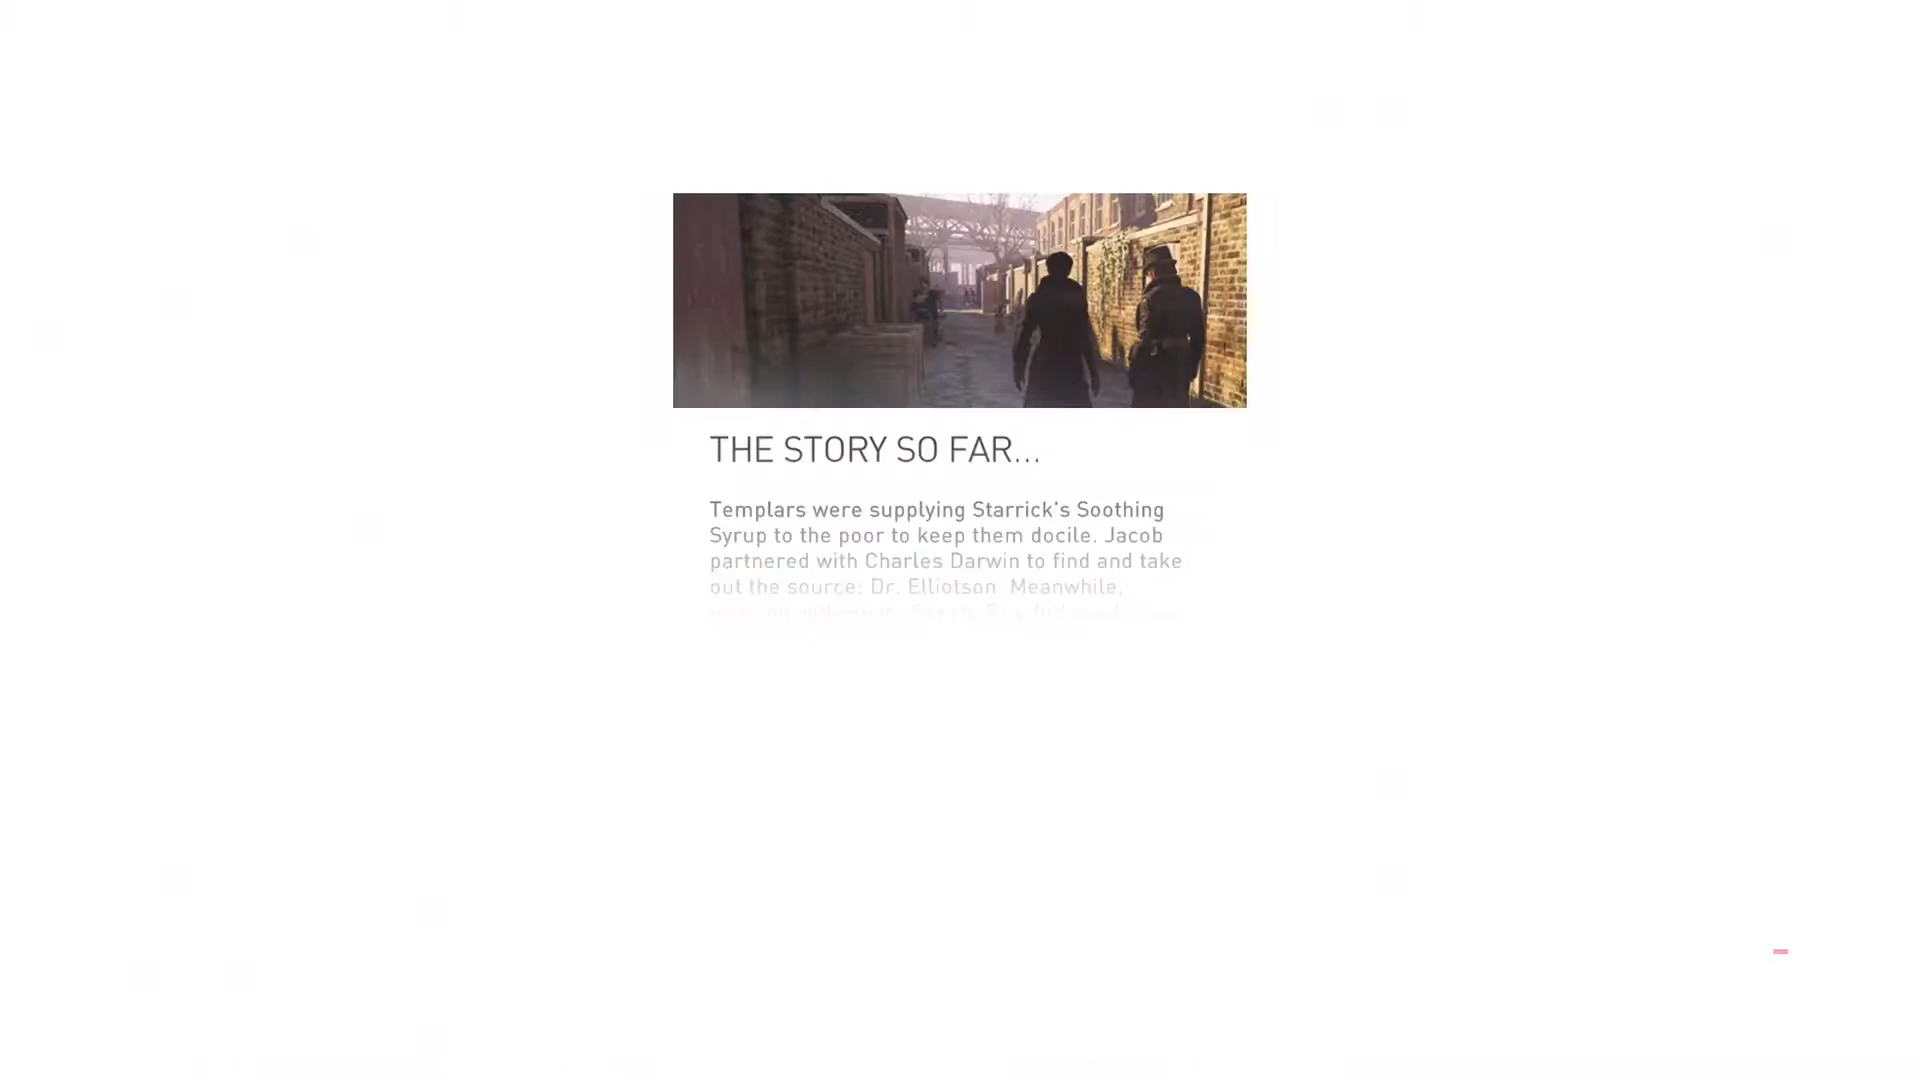 THE STORY SO FAR...
Templars were supplying Starrick's Soothing
Syrup to the poor to keep them docile. Jacob
partnered with Charles Darwin to find and take
out the source: Dr. Elliotson. Meanwhile,